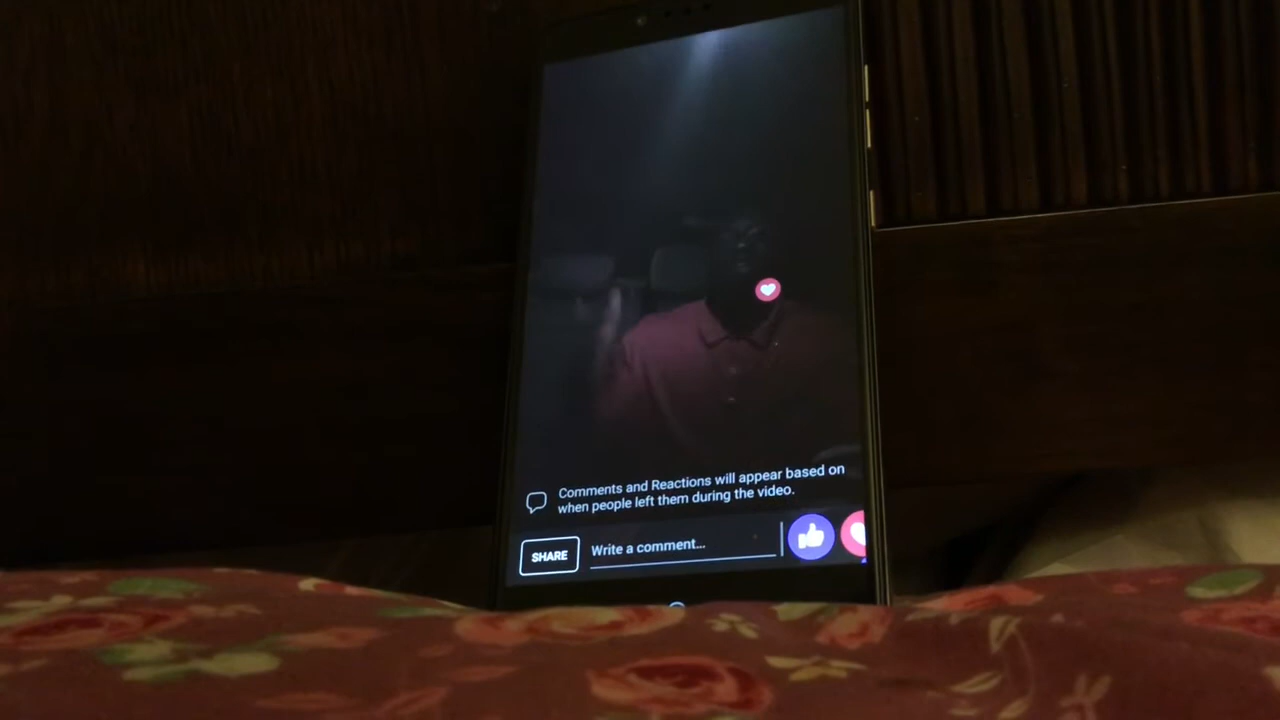 Comments and Reactions will appear based on
when people left them during the video.
SHARE
Write a comment...